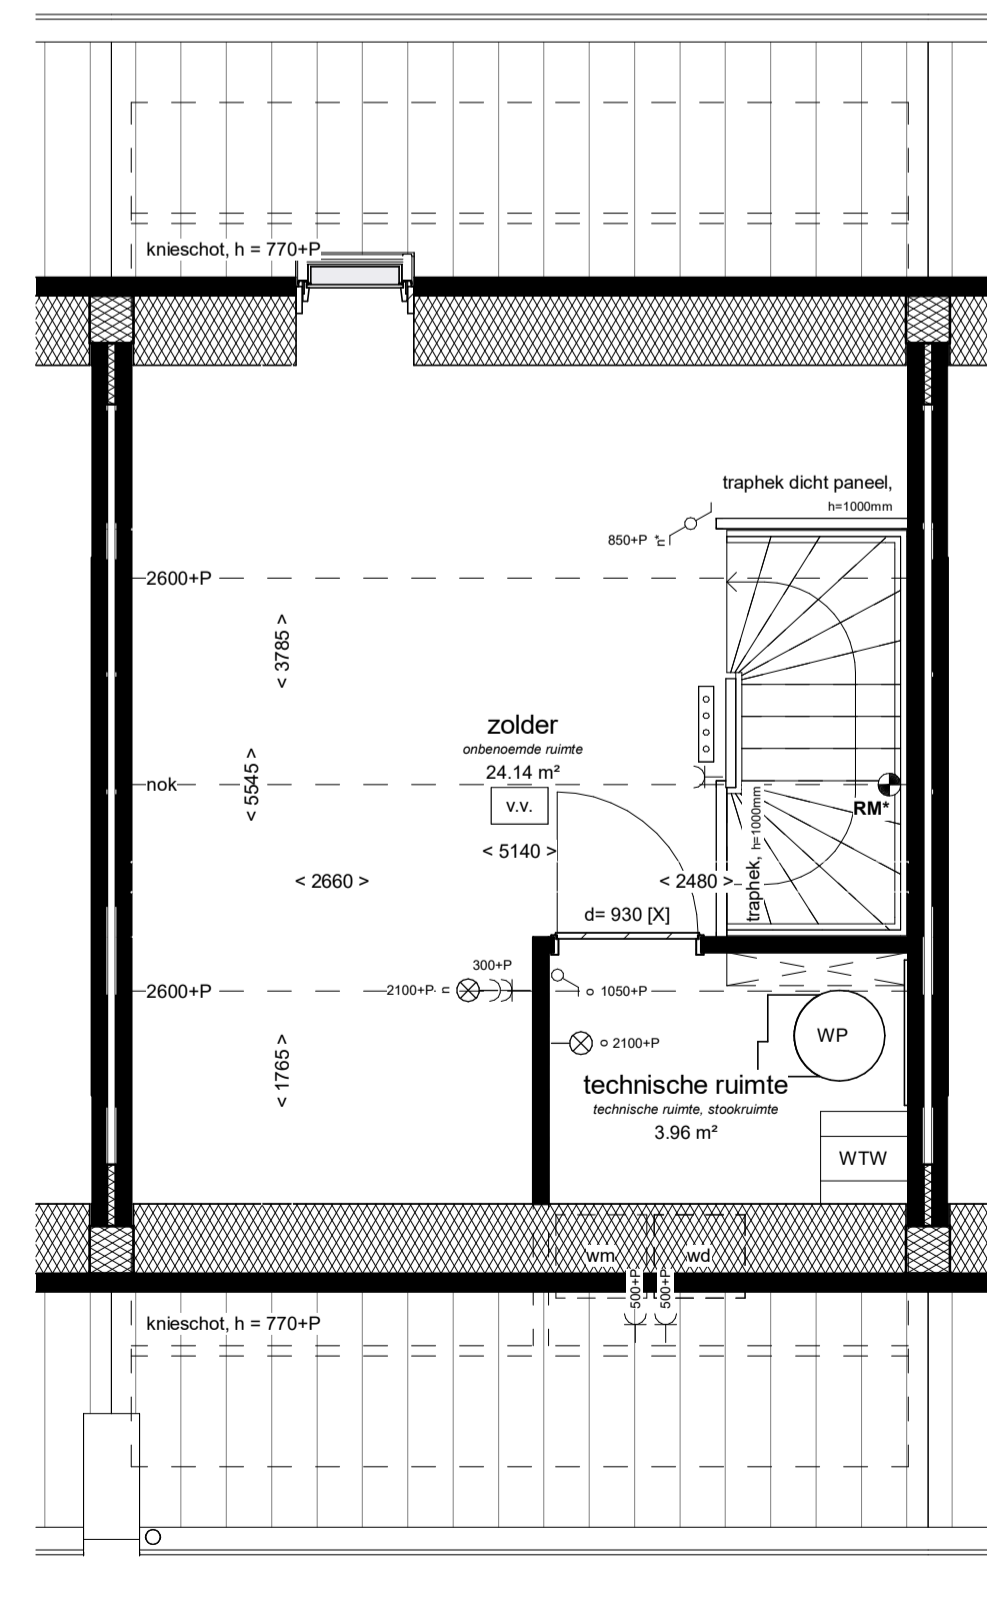 knieschot, h = 770+P
traphek dicht paneel,
h=1000mm
850+P
n*
2600+P
< 3785 >
zolder
onbenoemde ruimte
24.14 m²
nok
< 5545 >
v.v.
RM*
traphek, h=1000mm
< 5140 >
< 2660 >
< 2480 >
d= 930 [X]
300+P
2600+P
2100+P
n
1050+P
2100+P
WP
< 1765 >
technische ruimte
technische ruimte, stookruimte
3.96 m²
WTW
wm
wd
500+P
500+P
knieschot, h = 770+P